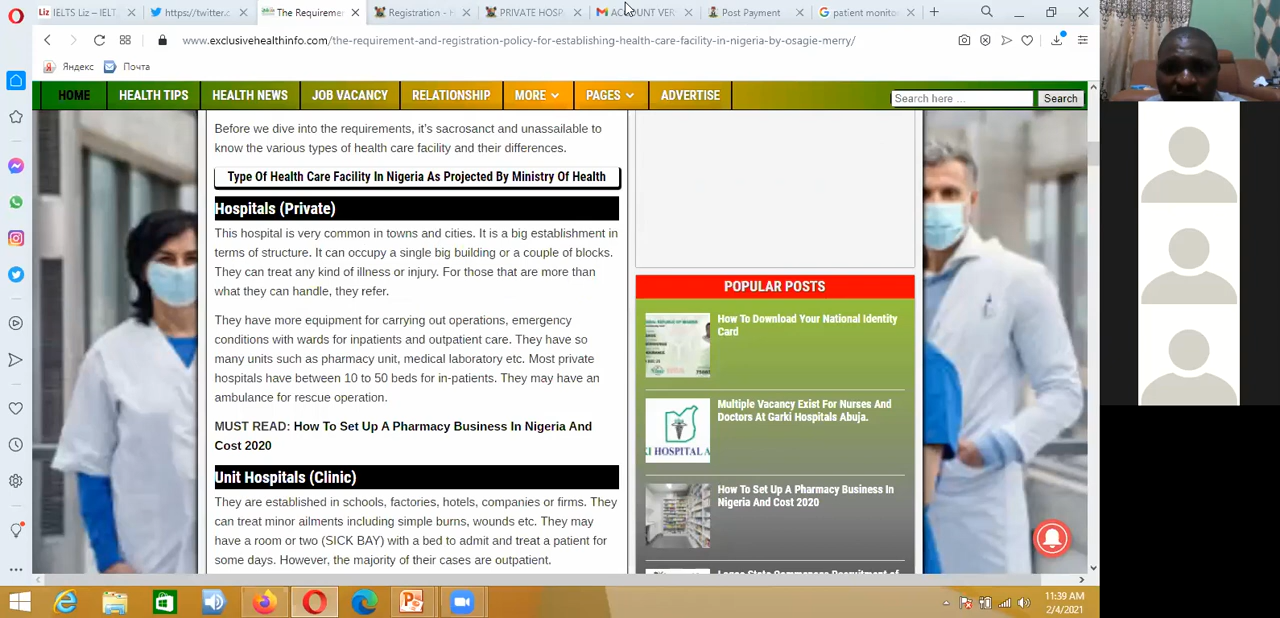 IELTS Liz – IELT
https://twitter.c
The Requireme
Registration - H
PRIVATE HOSP
ACCOUNT VER
Post Payment
patient monito
www.exclusivehealthinfo.com/the-requirement-and-registration-policy-for-establishing-health-care-facility-in-nigeria-by-osagie-merry/
Яндекс
Почта
HOME
HEALTH TIPS
HEALTH NEWS
JOB VACANCY
RELATIONSHIP
MORE
PAGES
ADVERTISE
Search here ...
Search
Before we dive into the requirements, it's sacrosanct and unassailable to
know the various types of health care facility and their differences.
Type Of Health Care Facility In Nigeria As Projected By Ministry Of Health
Hospitals (Private)
This hospital is very common in towns and cities. It is a big establishment in
terms of structure. It can occupy a single big building or a couple of blocks.
They can treat any kind of illness or injury. For those that are more than
what they can handle, they refer.
They have more equipment for carrying out operations, emergency
conditions with wards for inpatients and outpatient care. They have so
many units such as pharmacy unit, medical laboratory etc. Most private
hospitals have between 10 to 50 beds for in-patients. They may have an
ambulance for rescue operation.
MUST READ: How To Set Up A Pharmacy Business In Nigeria And
Cost 2020
Unit Hospitals (Clinic)
They are established in schools, factories, hotels, companies or firms. They
can treat minor ailments including simple burns, wounds etc. They may
have a room or two (SICK BAY) with a bed to admit and treat a patient for
some days. However, the majority of their cases are outpatient.
POPULAR POSTS
How To Download Your National Identity
Card
Multiple Vacancy Exist For Nurses And
Doctors At Garki Hospitals Abuja.
KI HOSPITAL A
How To Set Up A Pharmacy Business In
Nigeria And Cost 2020
Lagos State Commences Recruitment of
11:39 AM
2/4/2021